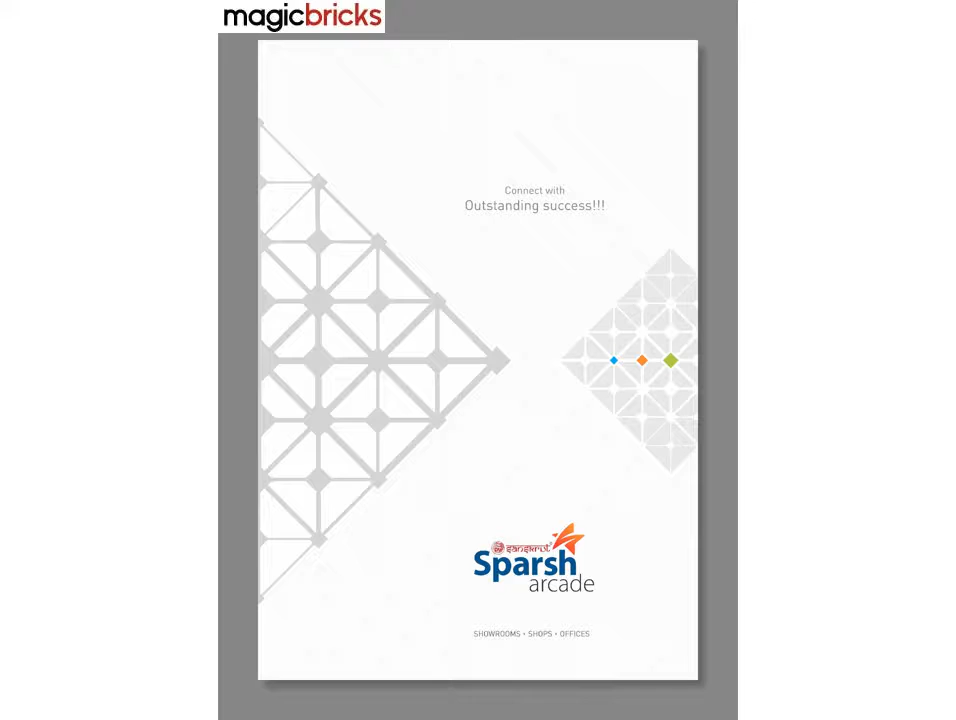 magicbricks
Connect with
Outstanding success!!!
sanskrut
Sparsh
arcade
SHOWROOMS • SHOPS • OFFICES